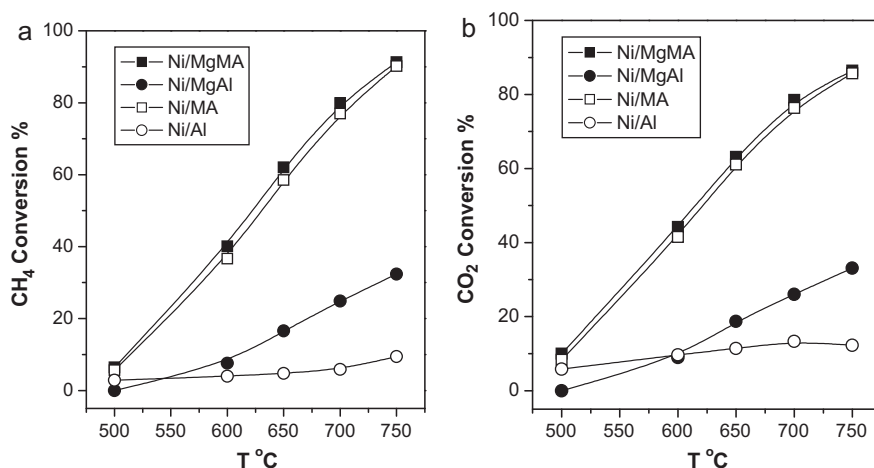 a
100
80
60
40
20
0
CH₄ Conversion %
Ni/MgMA
Ni/MgAl
Ni/MA
Ni/Al
500
600
650
700
750
T °C
b
100
80
60
40
20
0
CO₂ Conversion %
Ni/MgMA
Ni/MgAl
Ni/MA
Ni/Al
500
600
650
700
750
T °C